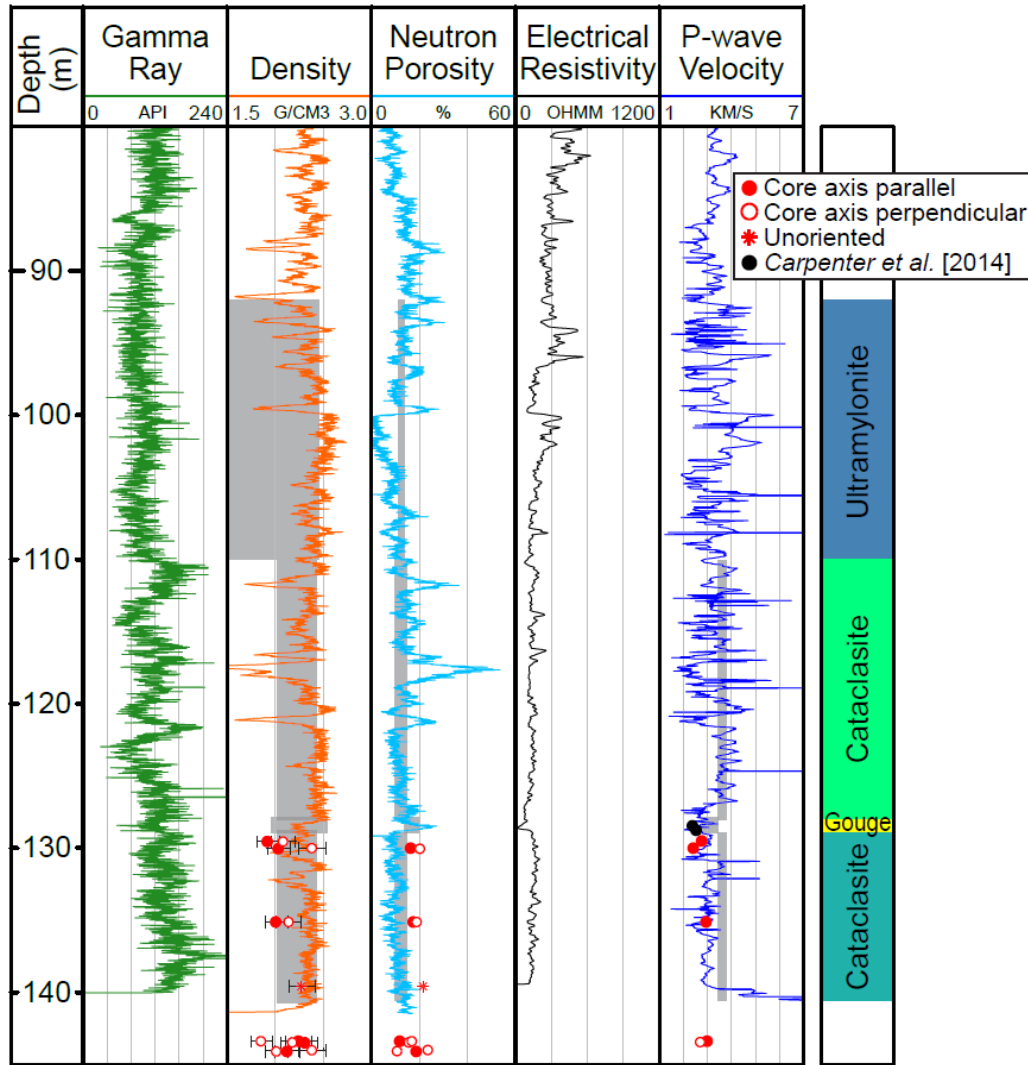 Depth (m)
Gamma
Ray
Density
Neutron
Porosity
Electrical
Resistivity
P-wave
Velocity
0 API 240
1.5 G/CM3 3.0
0 % 60
0 OHMM 1200
1 KM/S 7
Core axis parallel
Core axis perpendicular
Unoriented
Carpenter et al. [2014]
90
100
110
120
130
140
Ultramylonite
Cataclasite
Gouge
Cataclasite